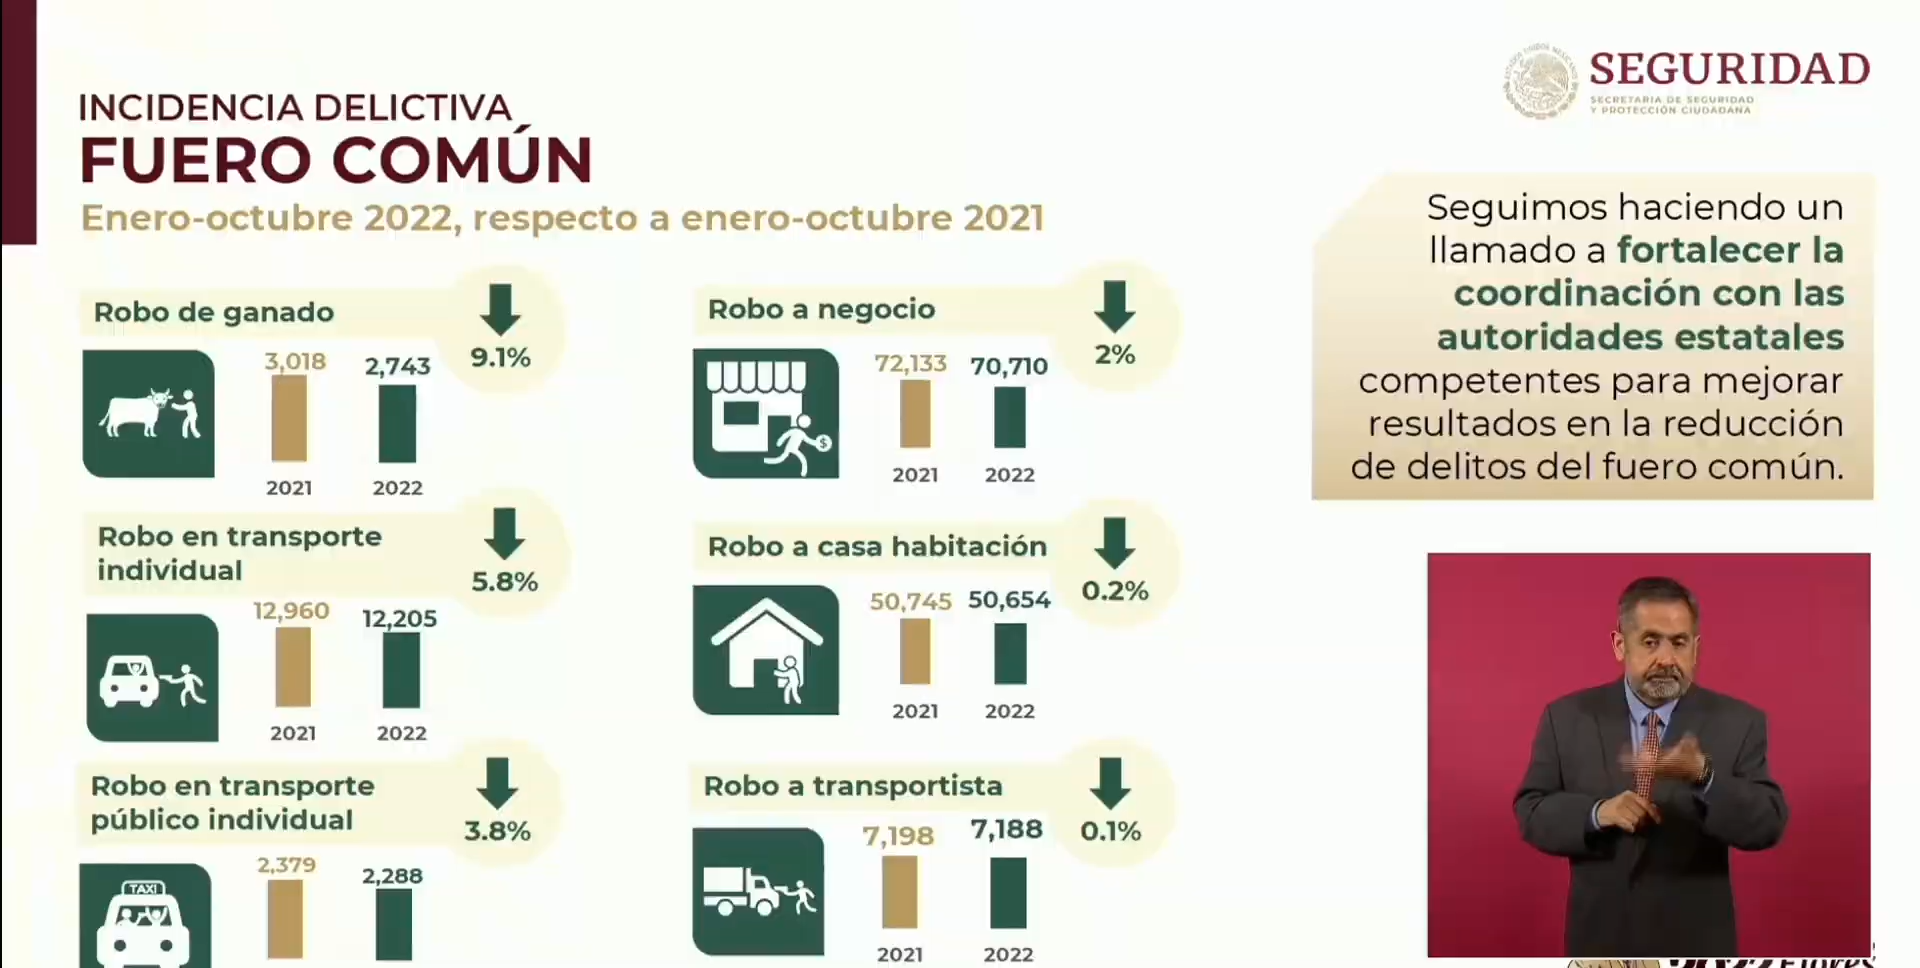 INCIDENCIA DELICTIVA
FUERO COMÚN
Enero-octubre 2022, respecto a enero-octubre 2021
SEGURIDAD
SECRETARÍA DE SEGURIDAD
Y PROTECCIÓN CIUDADANA
Robo de ganado
9.1%
3,018
2,743
2021
2022
Robo a negocio
2%
72,133
70,710
$
2021
2022
Robo en transporte
individual
5.8%
12,960
12,205
2021
2022
Robo a casa habitación
0.2%
50,745
50,654
2021
2022
Robo en transporte
público individual
3.8%
2,379
2,288
TAXI
Robo a transportista
0.1%
7,198
7,188
2021
2022
Seguimos haciendo un
llamado a fortalecer la
coordinación con las
autoridades estatales
competentes para mejorar
resultados en la reducción
de delitos del fuero común.
2022 Flores